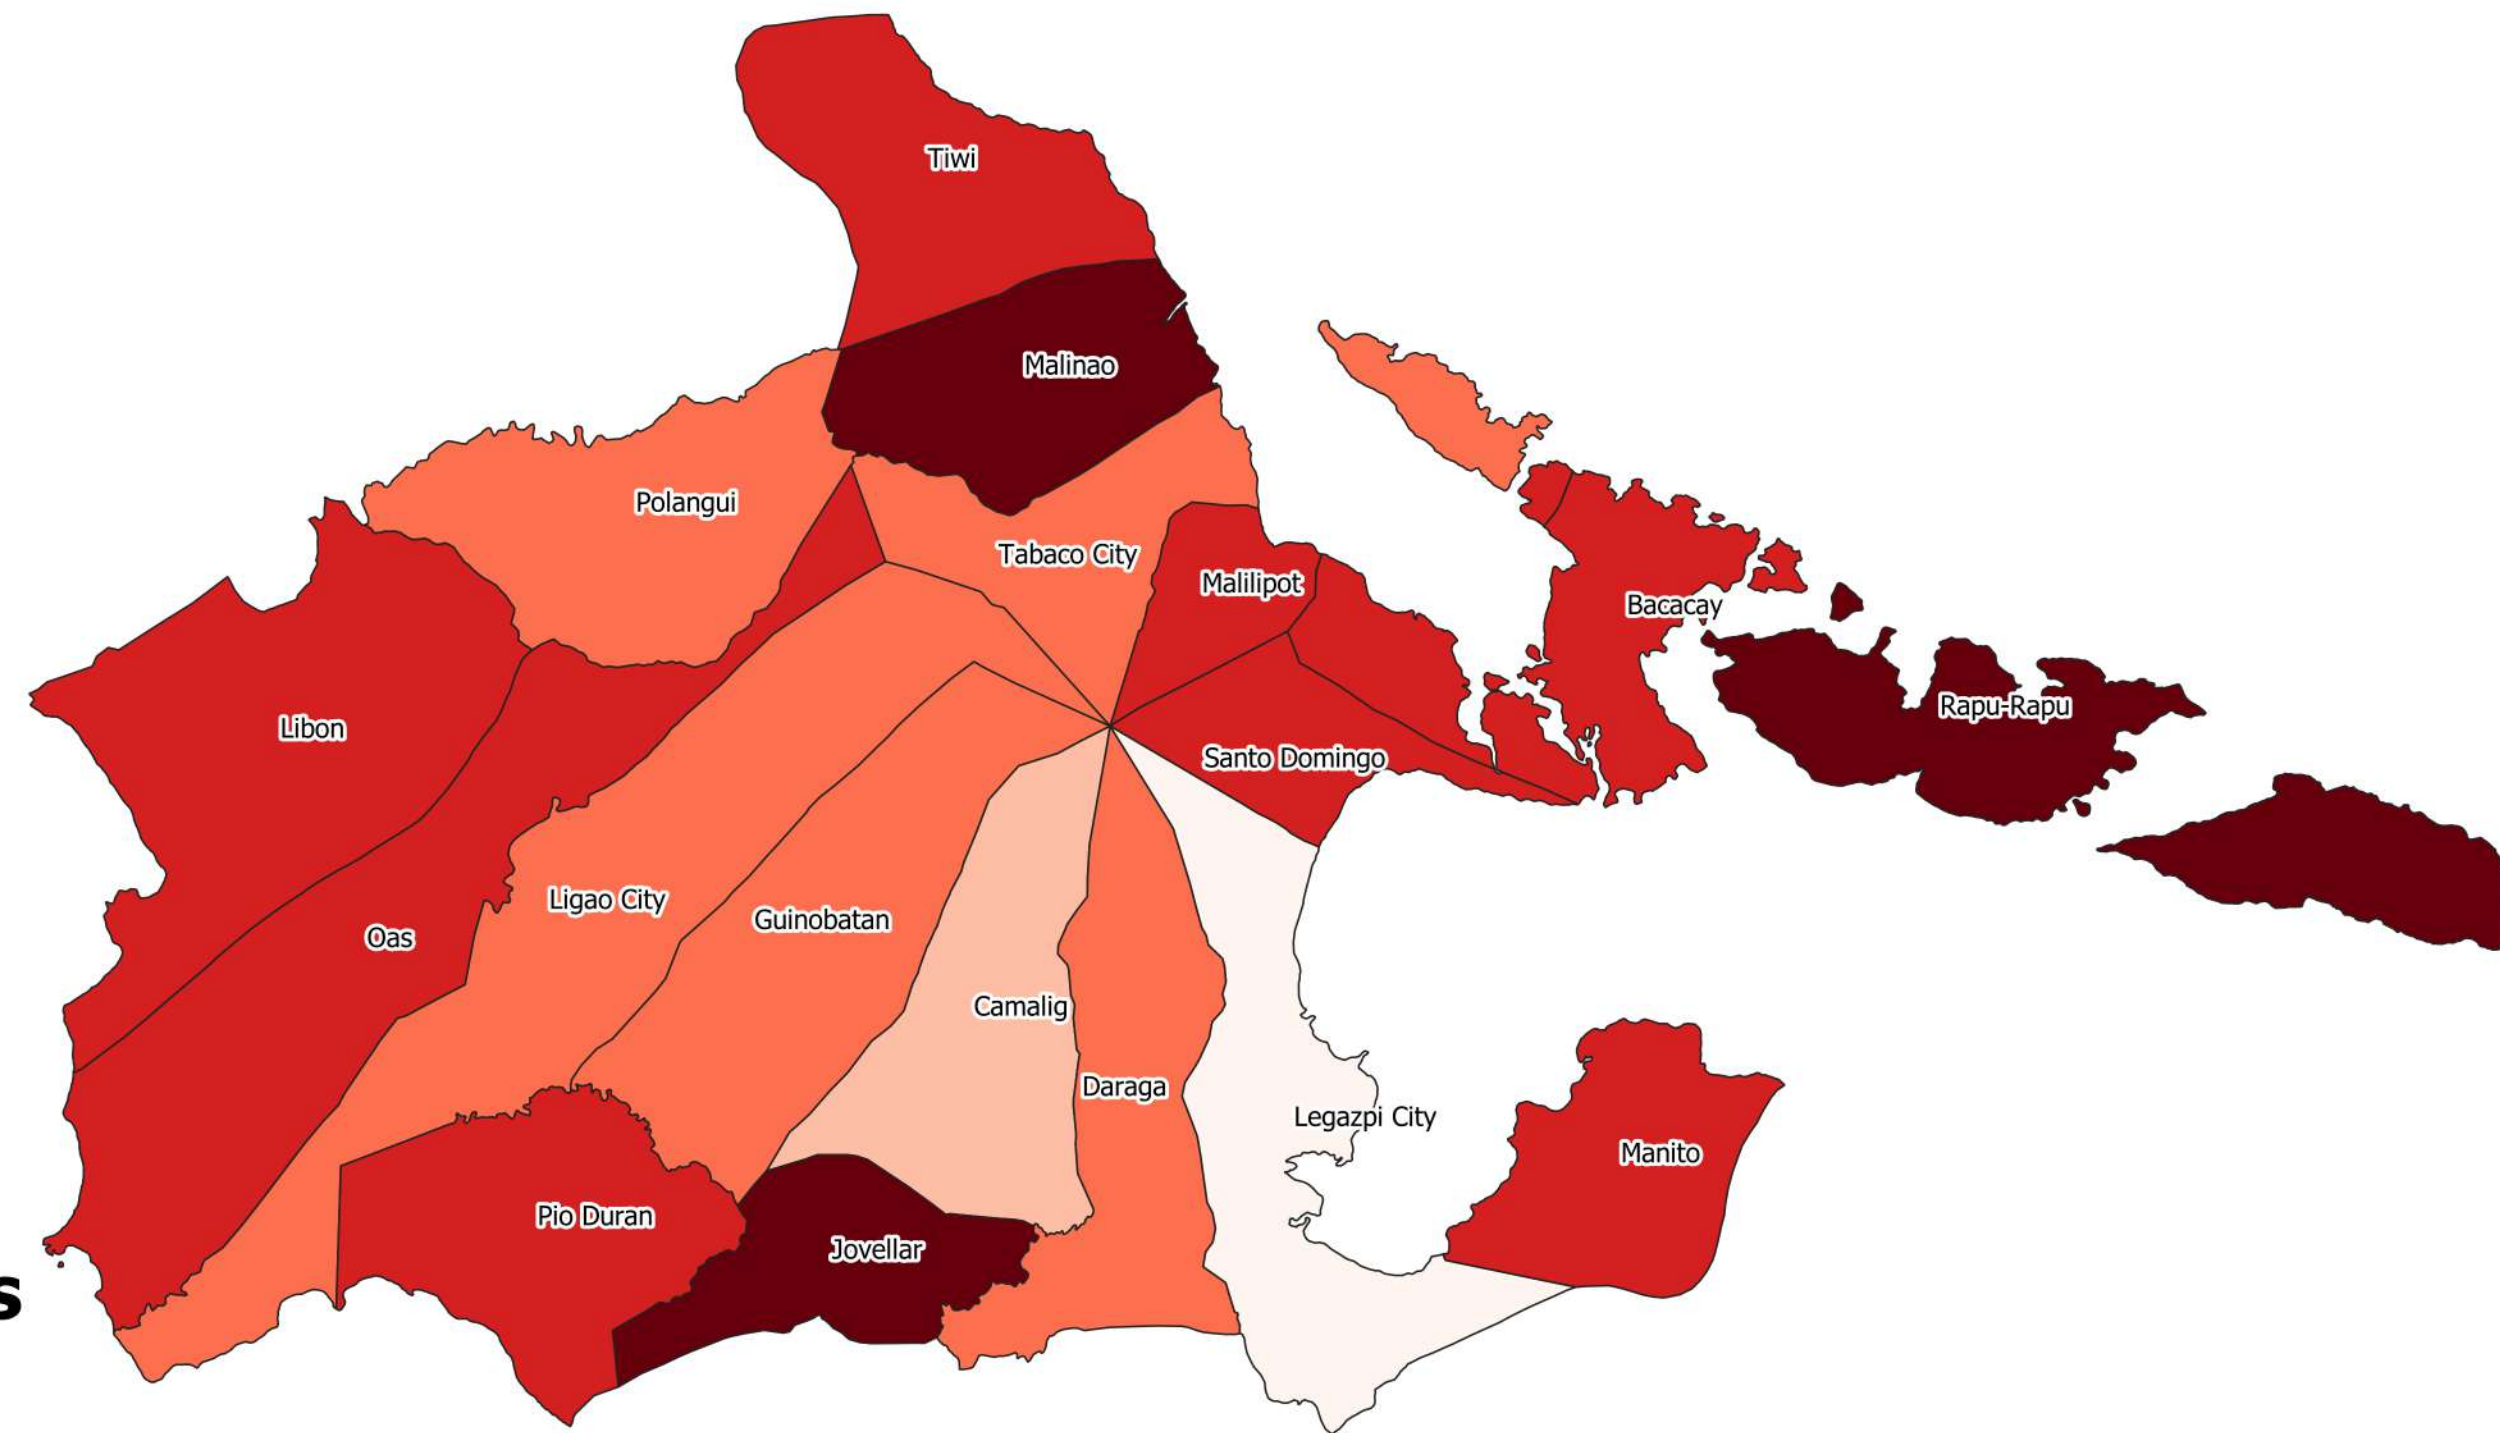 Tiwi
Malinao
Polangui
Tabaco City
Malilipot
Bacacay
Rapu-Rapu
Libon
Santo Domingo
Ligao City
Guinobatan
Oas
Camalig
Daraga
Legazpi City
Manito
Pio Duran
Jovellar
s